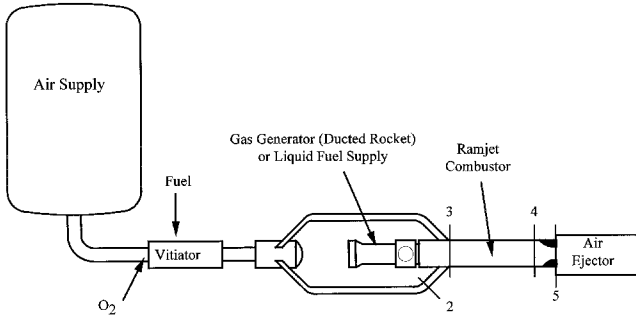 Air Supply
Gas Generator (Ducted Rocket)
or Liquid Fuel Supply
Ramjet
Combustor
Fuel
3
4
Vitiator
Air
Ejector
O2
2
5